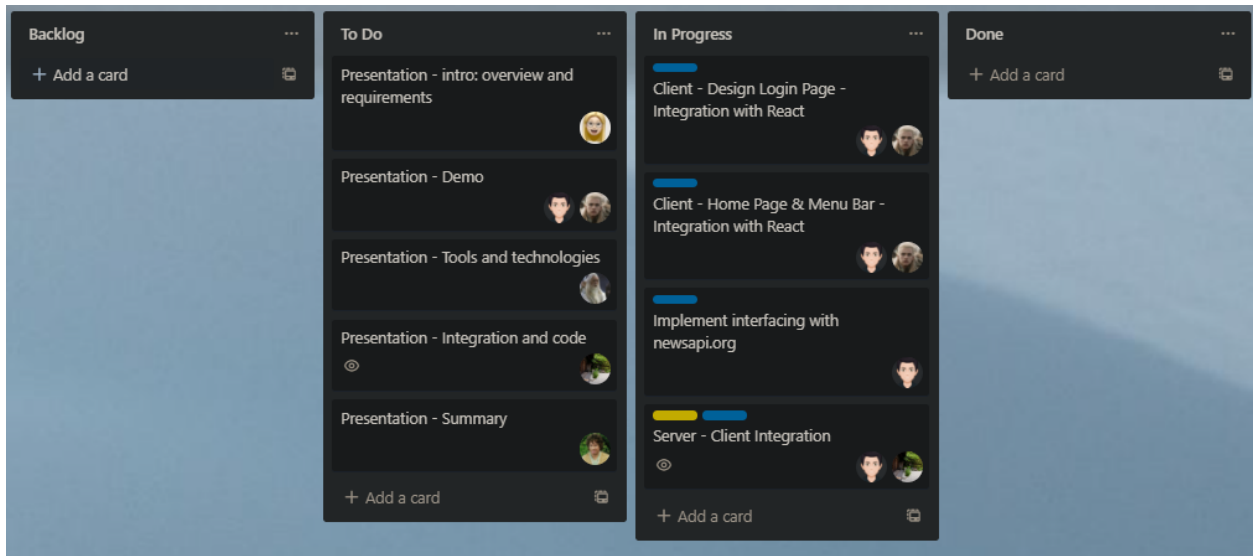 Backlog
Add a card
To Do
Presentation - intro: overview and
requirements
Presentation - Demo
Presentation - Tools and technologies
Presentation - Integration and code
Presentation - Summary
Add a card
In Progress
Client - Design Login Page -
Integration with React
Client - Home Page & Menu Bar -
Integration with React
Implement interfacing with
newsapi.org
Server - Client Integration
Add a card
Done
Add a card